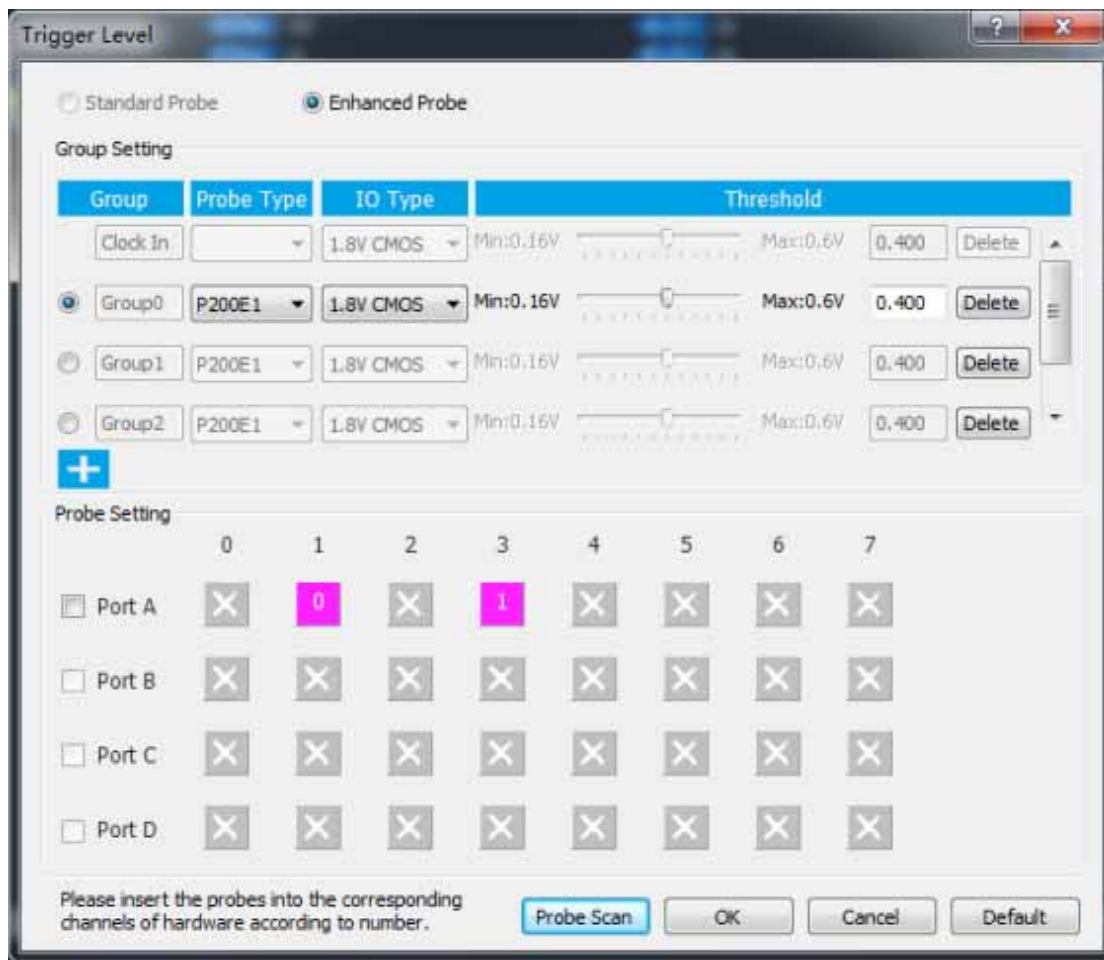 Trigger Level
Standard Probe Enhanced Probe
Group Setting
Group Probe Type IO Type Threshold
Clock In 1.8V CMOS Min:0.16V Max:0.6V 0.400 Delete
Group0 P200E1 1.8V CMOS Min:0.16V Max:0.6V 0.400 Delete
Group1 P200E1 1.8V CMOS Min:0.16V Max:0.6V 0.400 Delete
Group2 P200E1 1.8V CMOS Min:0.16V Max:0.6V 0.400 Delete
Probe Setting
0 1 2 3 4 5 6 7
Port A 0 1
Port B
Port C
Port D
Please insert the probes into the corresponding
channels of hardware according to number.
Probe Scan OK Cancel Default